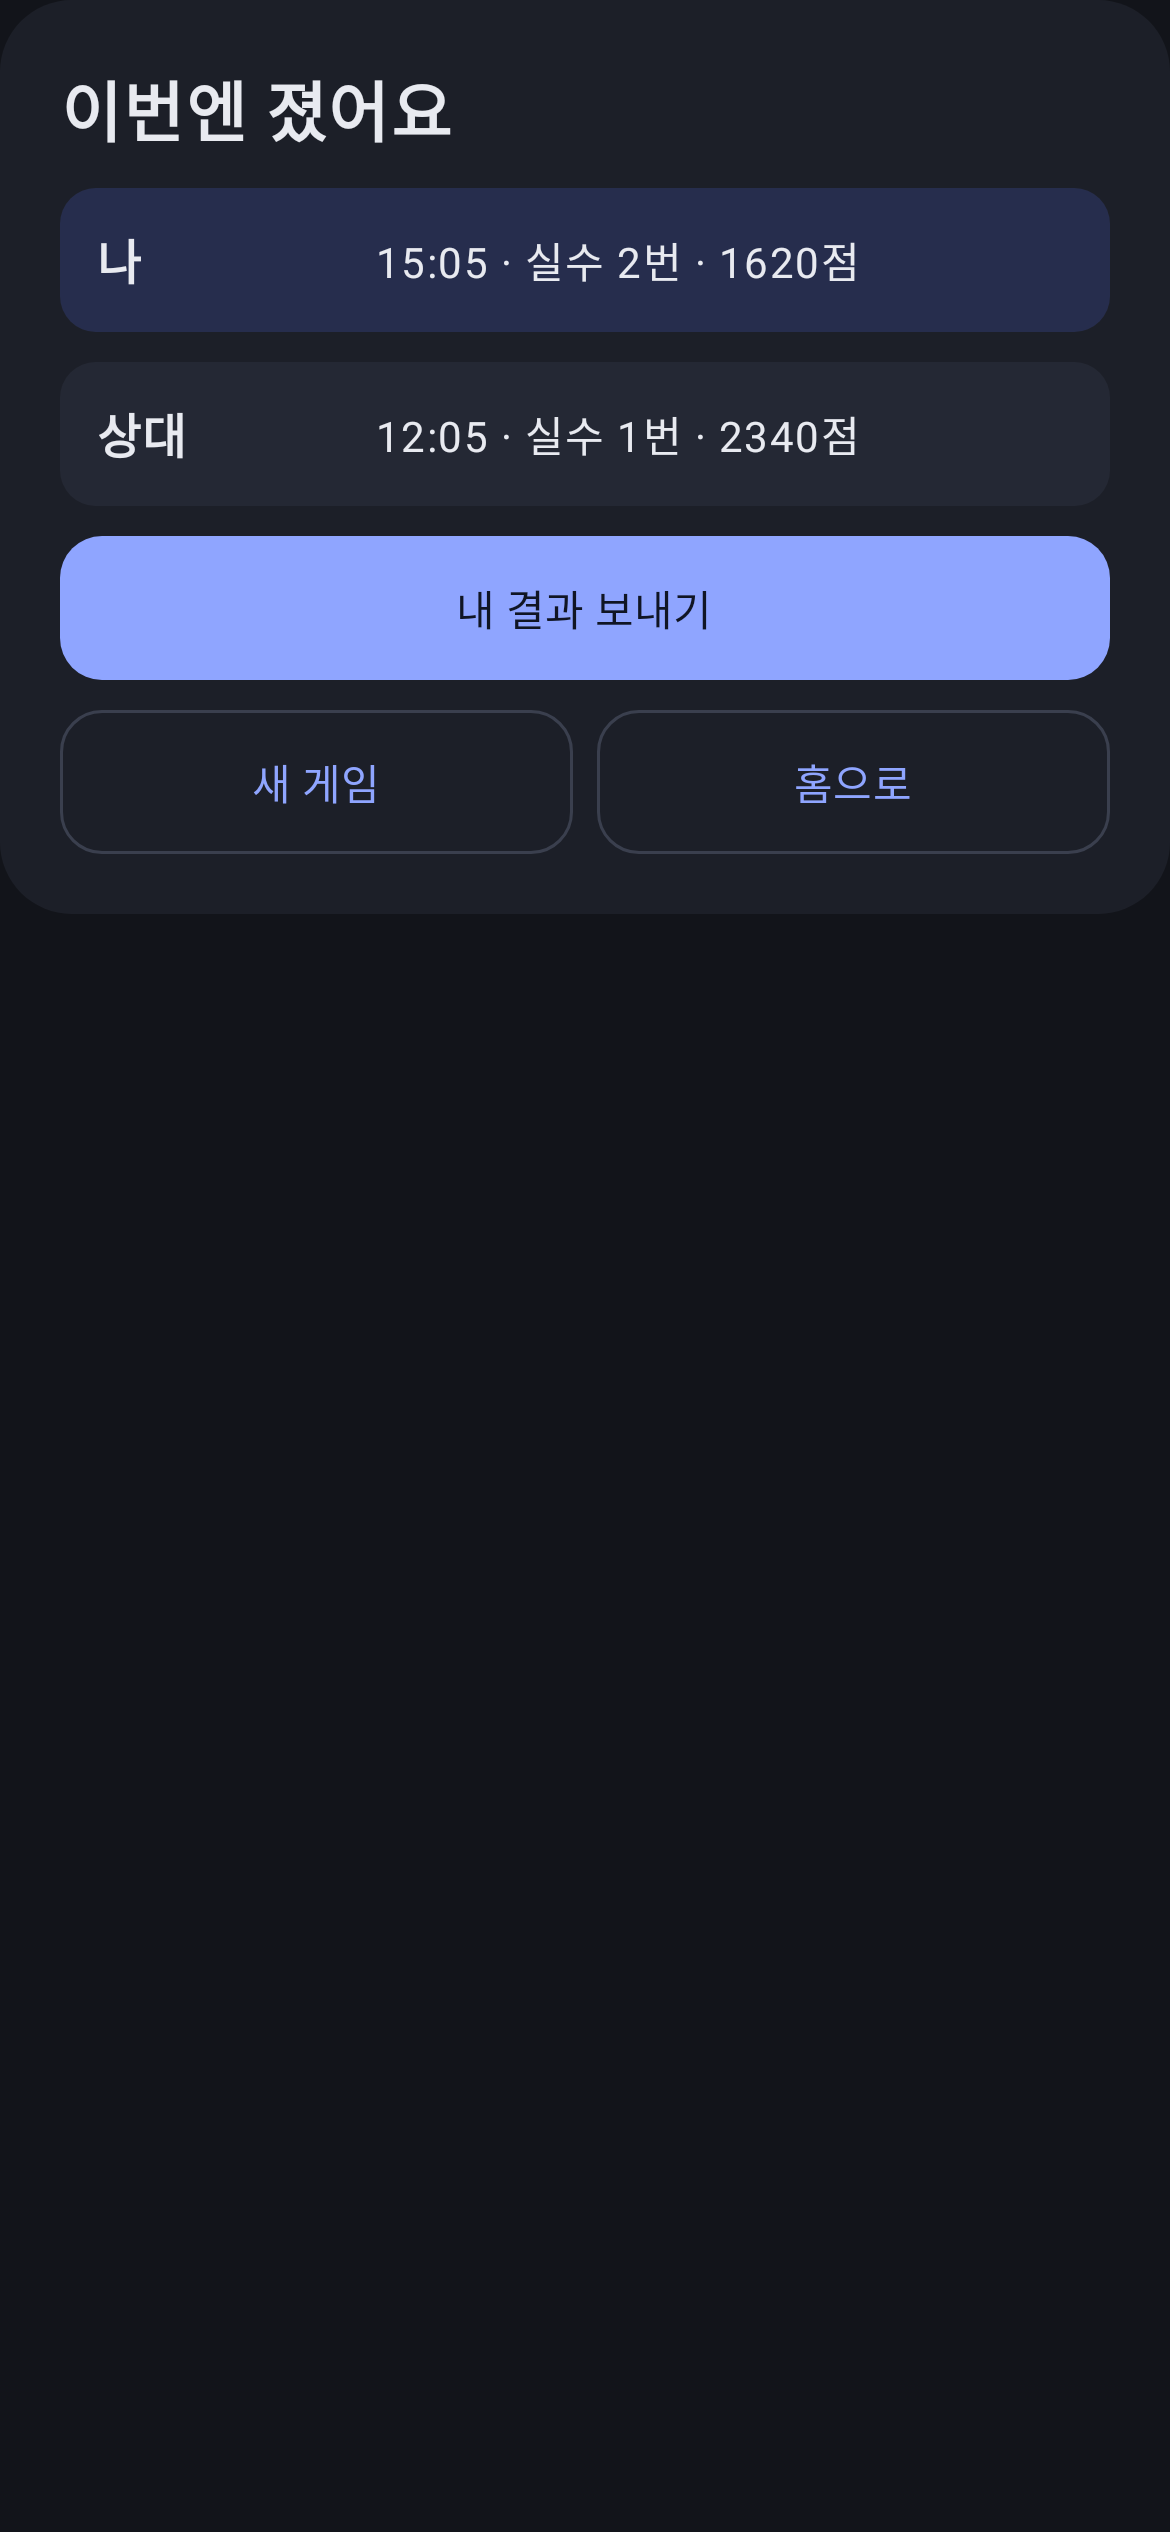 이번엔 졌어요
나 15:05 · 실수 2번 · 1620점
상대 12:05 · 실수 1번 · 2340점
내 결과 보내기
새 게임 홈으로